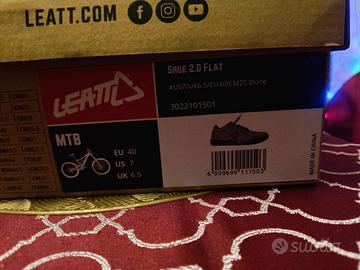 LEATT.COM
SHOE 2.0 FLAT
#US7/UK6.5/EU40/CM25 Dune
3022101501
LEATT
MTB
EU 40
US 7
UK 6.5
6009699111503
MADE IN CHINA
subito